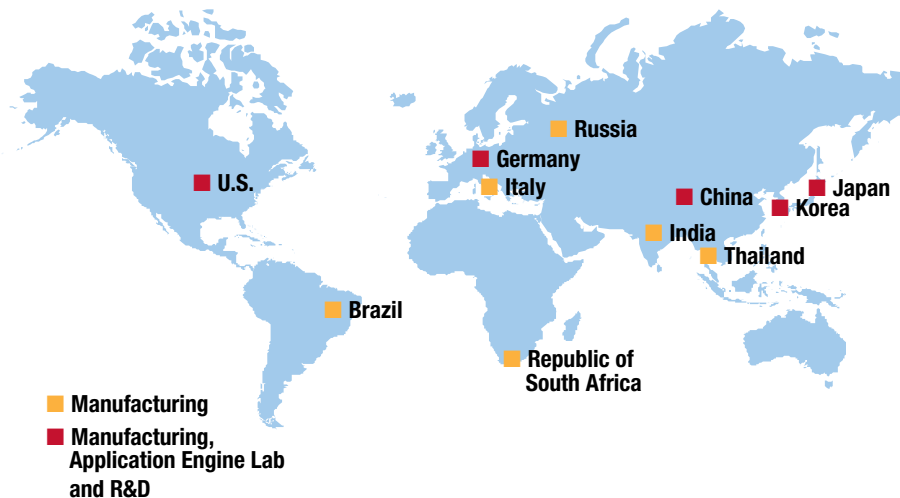 Russia
Germany
U.S.
Italy
China
Japan
Korea
India
Thailand
Brazil
Republic of
South Africa
Manufacturing
Manufacturing,
Application Engine Lab
and R&D